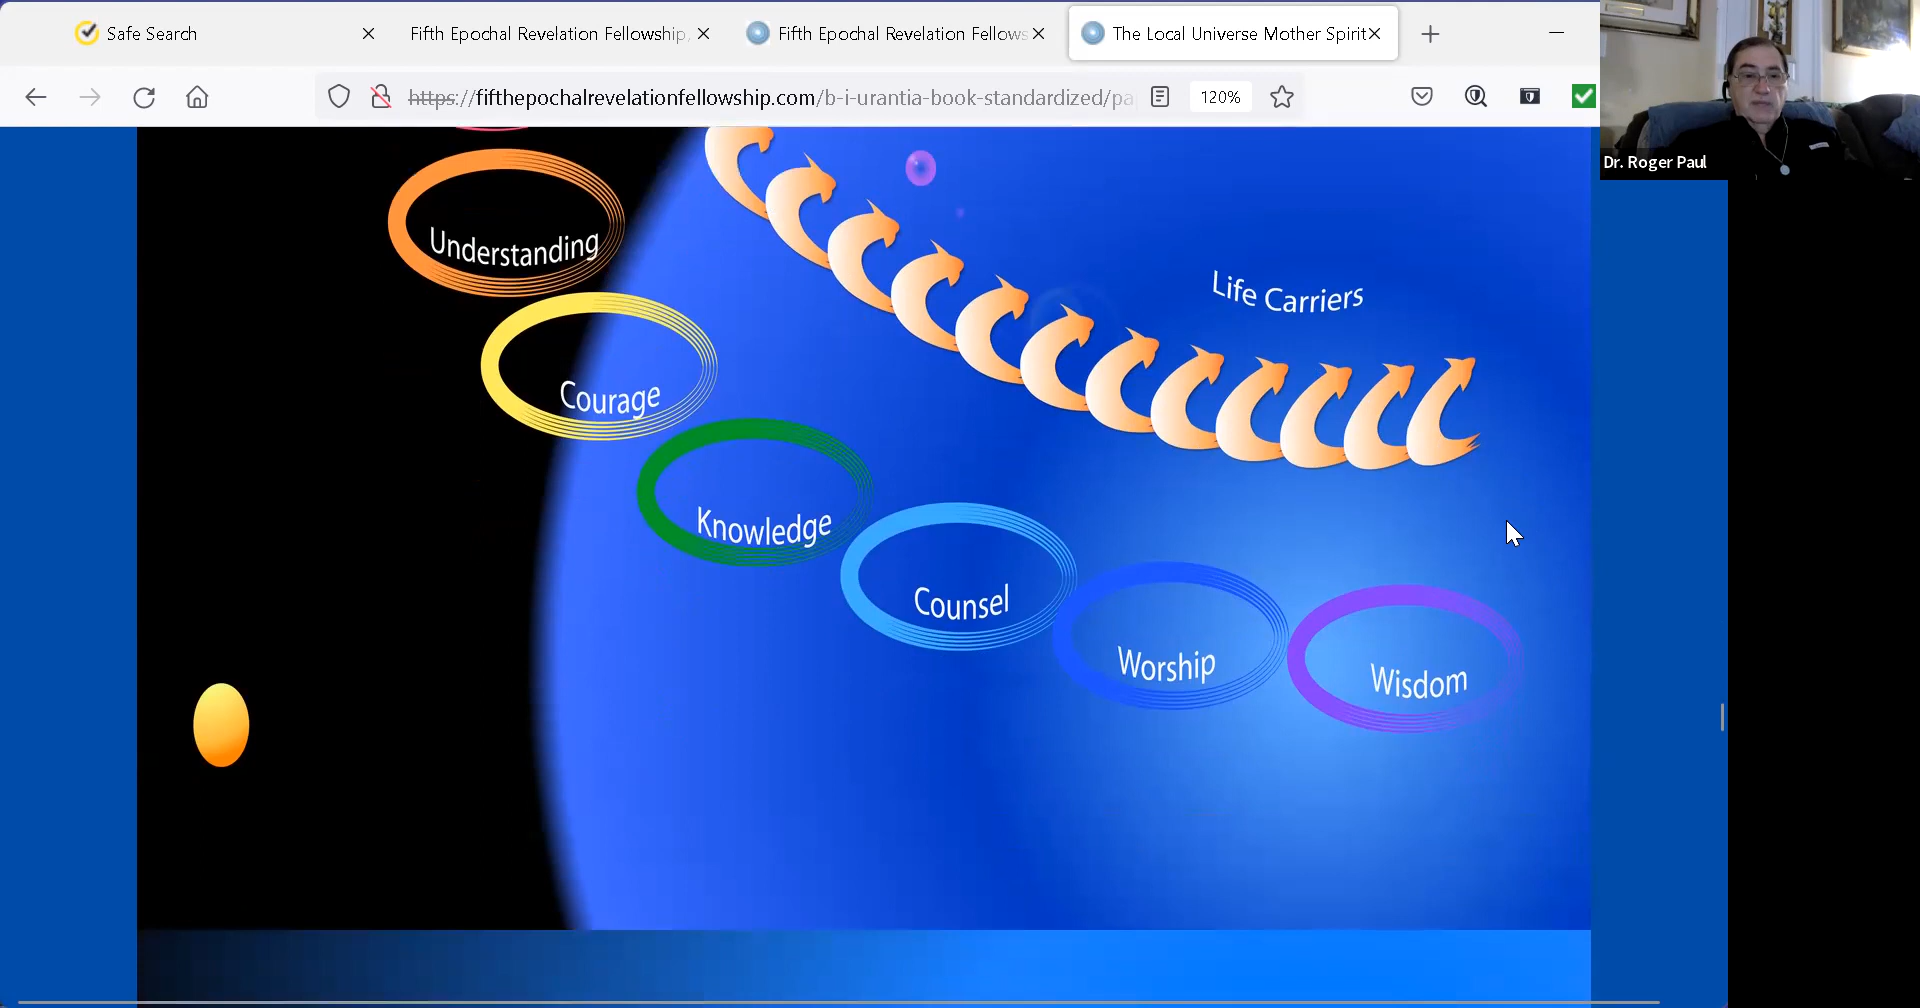 Safe Search
Fifth Epochal Revelation Fellowship,
Fifth Epochal Revelation Fellows
The Local Universe Mother Spirit
https://fifthepochalrevelationfellowship.com/b-i-urantia-book-standardized/pa
120%
Dr. Roger Paul
Understanding
Life Carriers
Courage
Knowledge
Counsel
Worship
Wisdom